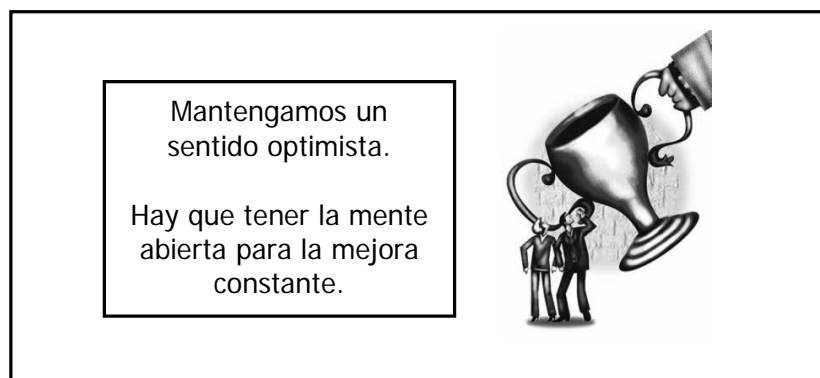 Mantengamos un
sentido optimista.
Hay que tener la mente
abierta para la mejora
constante.